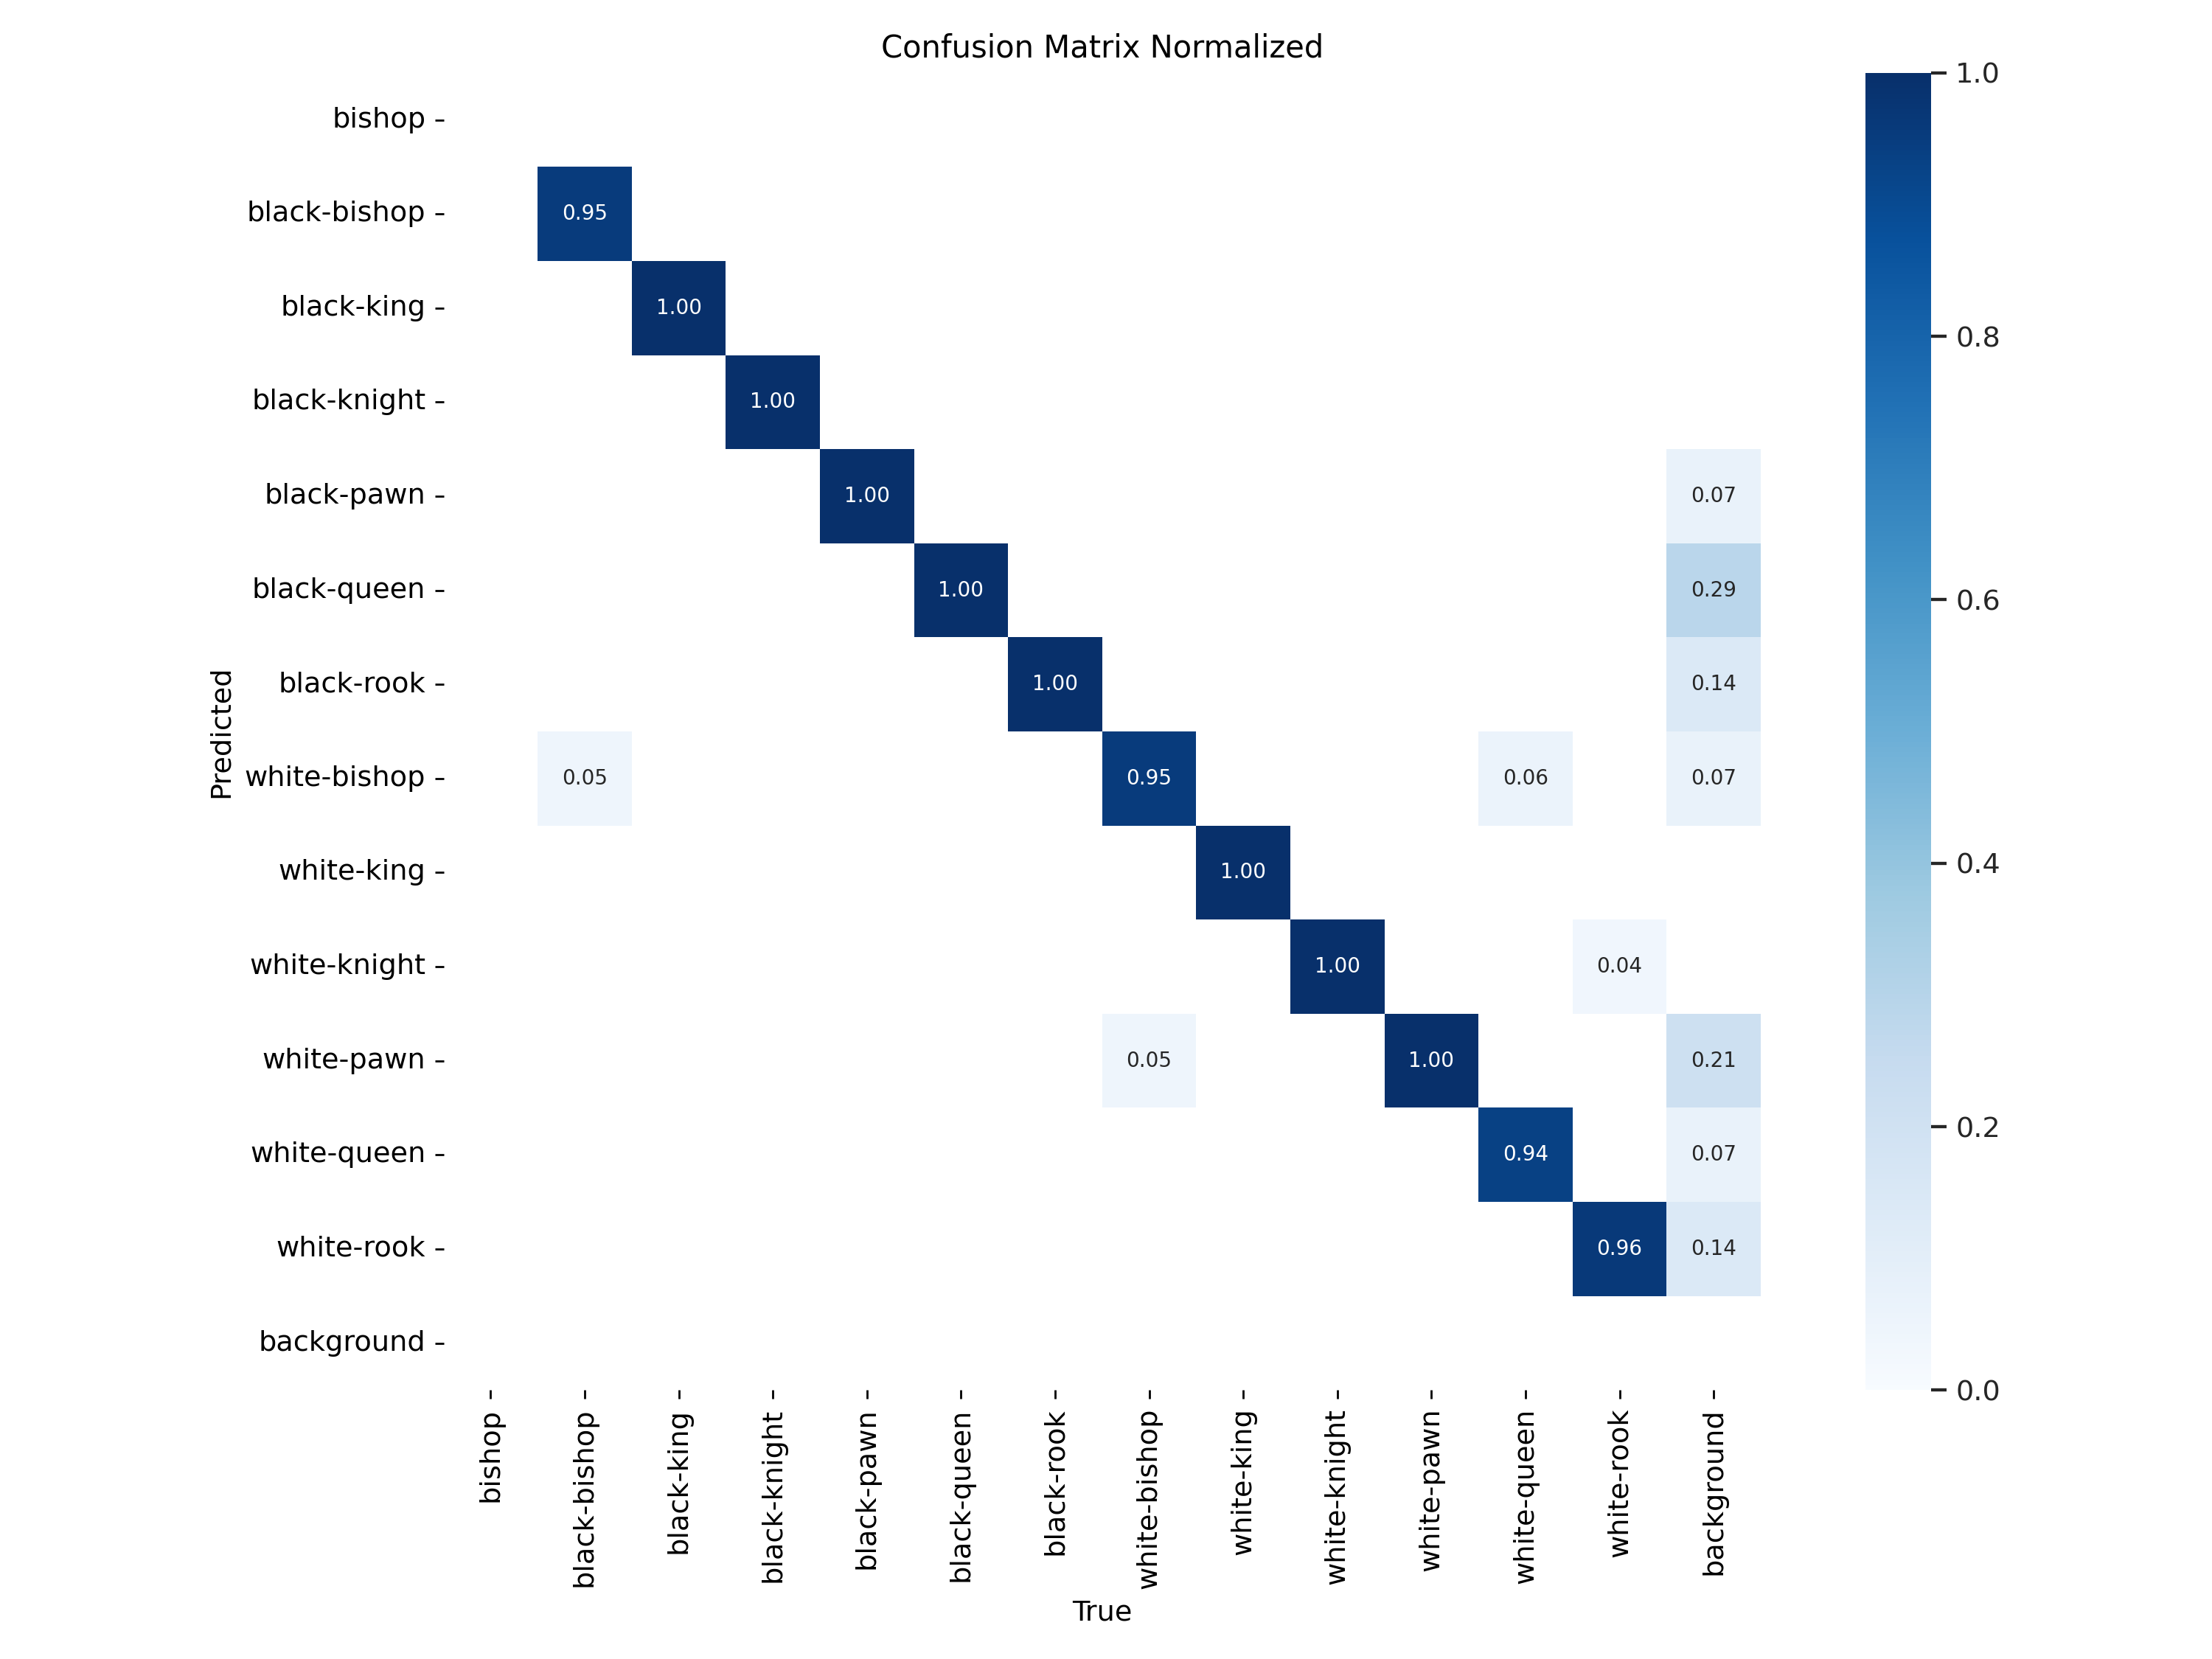 Confusion Matrix Normalized
bishop
black-bishop 0.95
black-king 1.00
black-knight 1.00
black-pawn 1.00 0.07
black-queen 1.00 0.29
black-rook 1.00 0.14
white-bishop 0.05 0.95 0.06 0.07
white-king 1.00
white-knight 1.00 0.04
white-pawn 0.05 1.00 0.21
white-queen 0.94 0.07
white-rook 0.96 0.14
background
Predicted
bishop
black-bishop
black-king
black-knight
black-pawn
black-queen
black-rook
white-bishop
white-king
white-knight
white-pawn
white-queen
white-rook
background
True
1.0
0.8
0.6
0.4
0.2
0.0